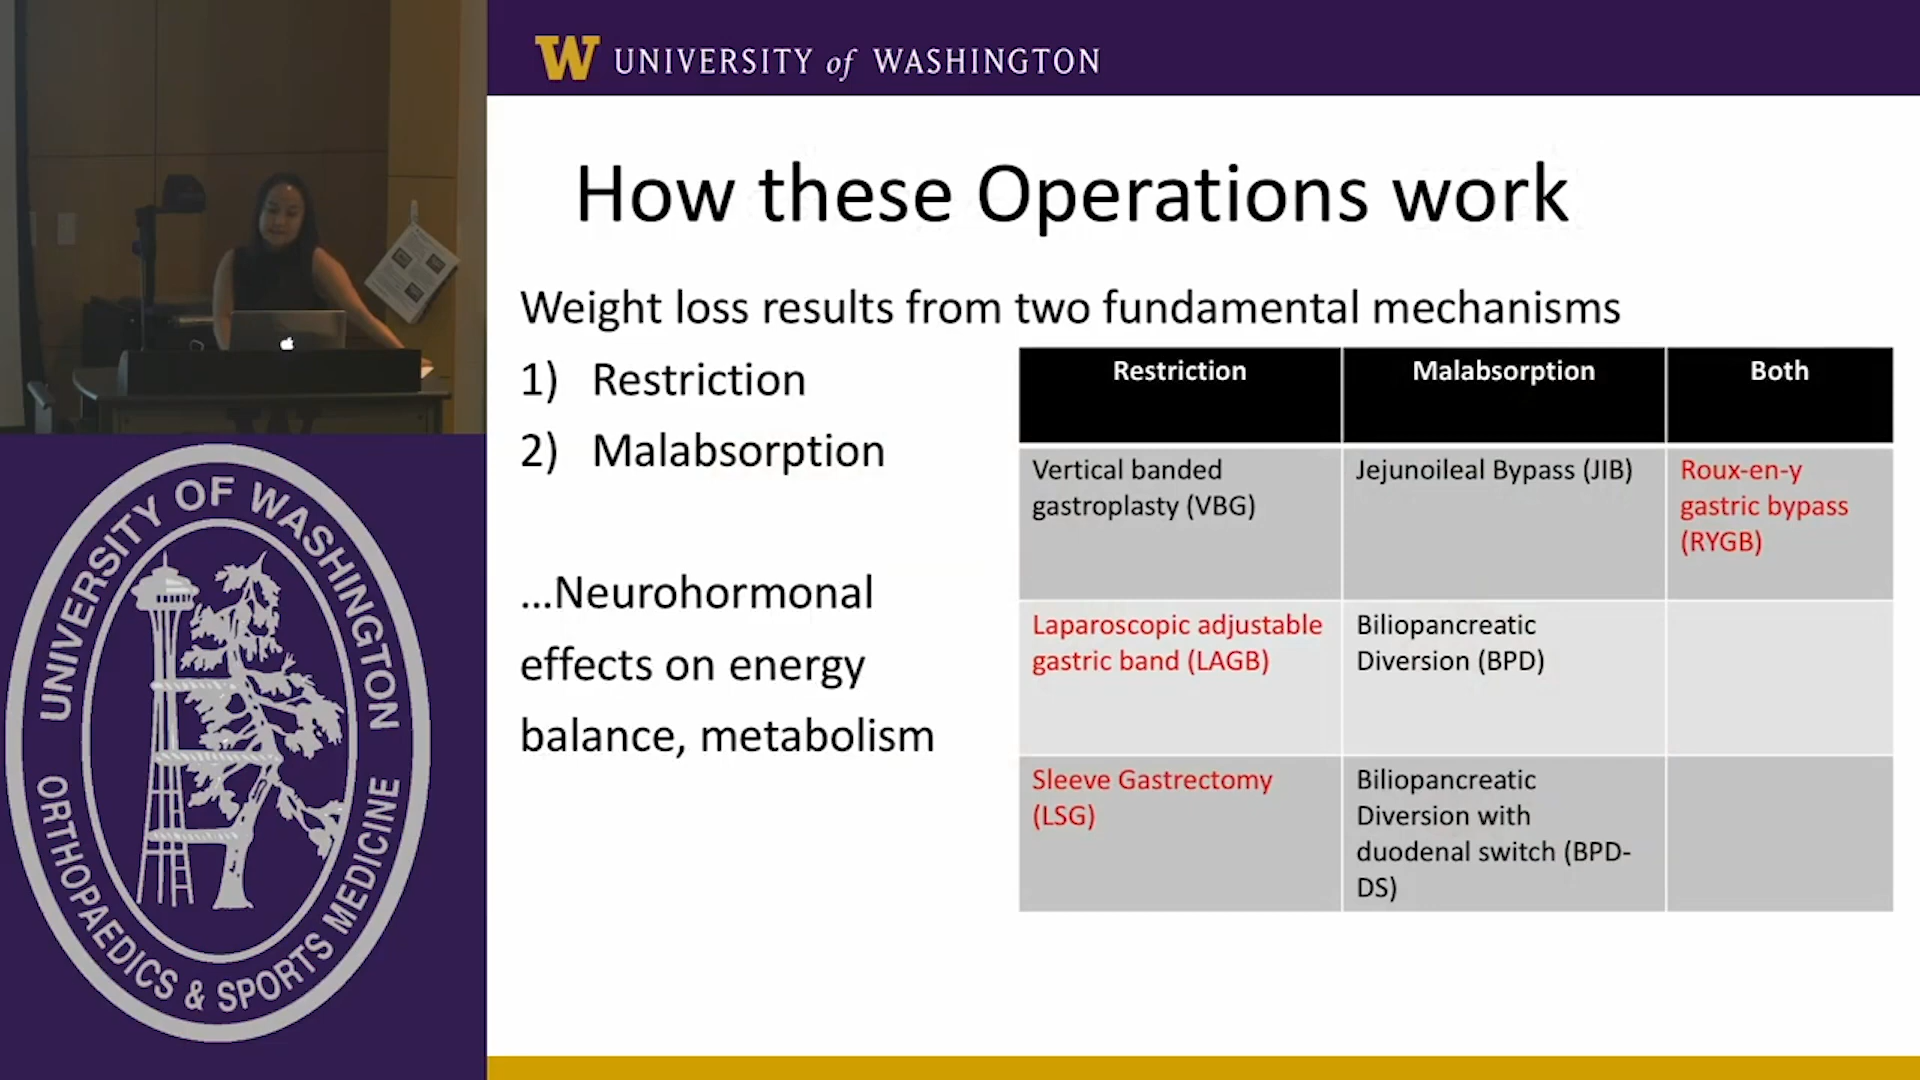 W UNIVERSITY of WASHINGTON
How these Operations work
Weight loss results from two fundamental mechanisms
1) Restriction
2) Malabsorption
...Neurohormonal
effects on energy
balance, metabolism
Restriction Malabsorption Both
Vertical banded
gastroplasty (VBG)
Jejunoileal Bypass (JIB)
Roux-en-y
gastric bypass
(RYGB)
Laparoscopic adjustable
gastric band (LAGB)
Biliopancreatic
Diversion (BPD)
Sleeve Gastrectomy
(LSG)
Biliopancreatic
Diversion with
duodenal switch (BPD-
DS)
UNIVERSITY OF WASHINGTON
ORTHOPAEDICS & SPORTS MEDICINE